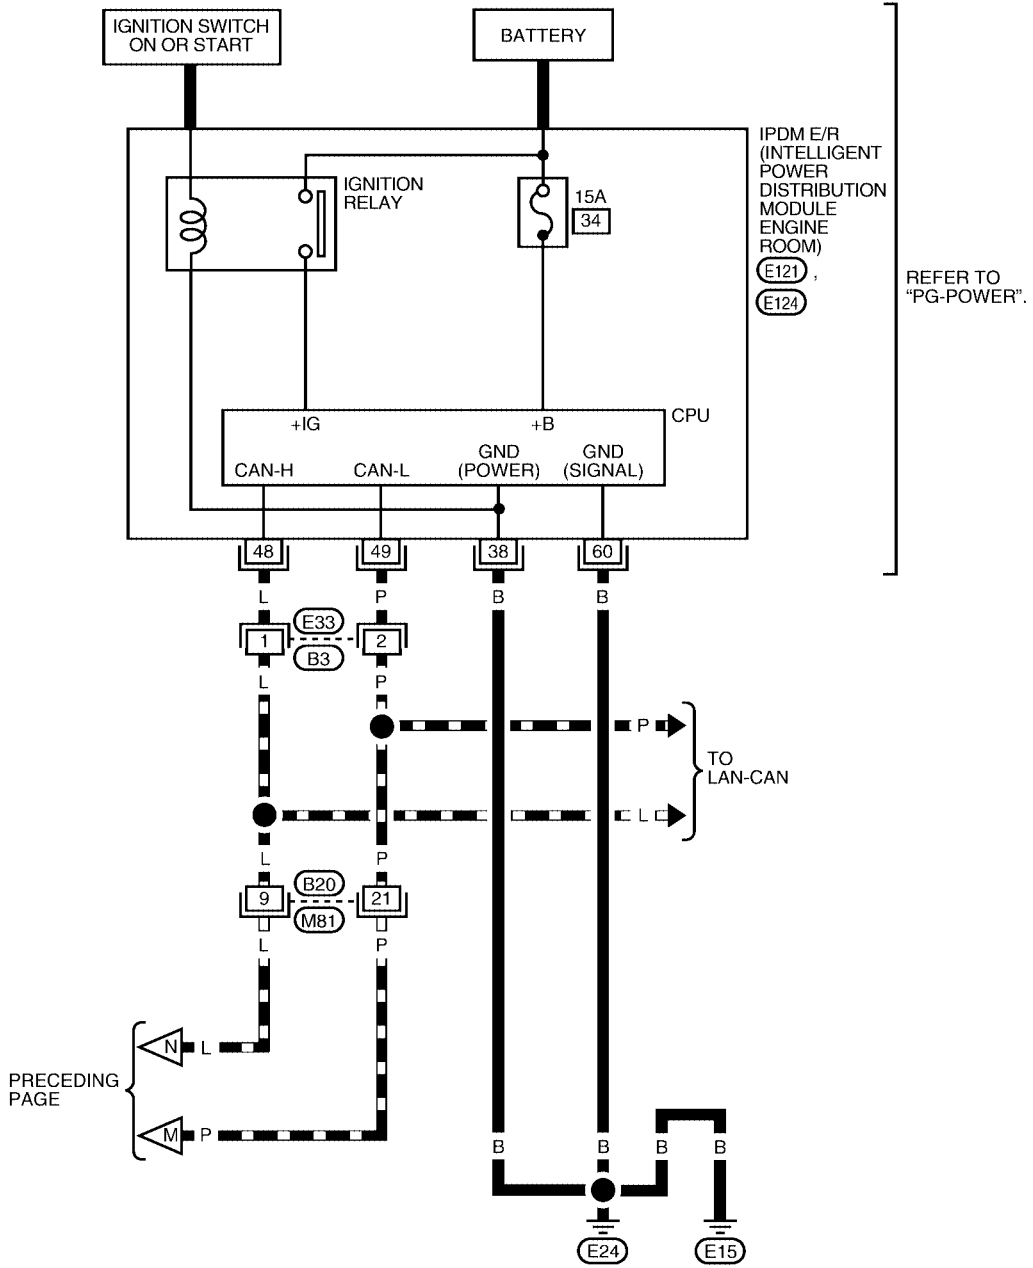 IGNITION SWITCH
ON OR START
BATTERY
IPDM E/R
(INTELLIGENT
POWER
DISTRIBUTION
MODULE
ENGINE
ROOM)
E121 ,
E124
REFER TO
“PG-POWER”.
IGNITION
RELAY
15A
34
CPU
+IG
+B
CAN-H
CAN-L
GND
(POWER)
GND
(SIGNAL)
48
49
38
60
L
P
B
B
E33
1
2
B3
L
P
P
TO
LAN-CAN
L
L
P
B20
9
21
M81
L
P
N
L
PRECEDING
PAGE
M
P
B
B
B
B
E24
E15